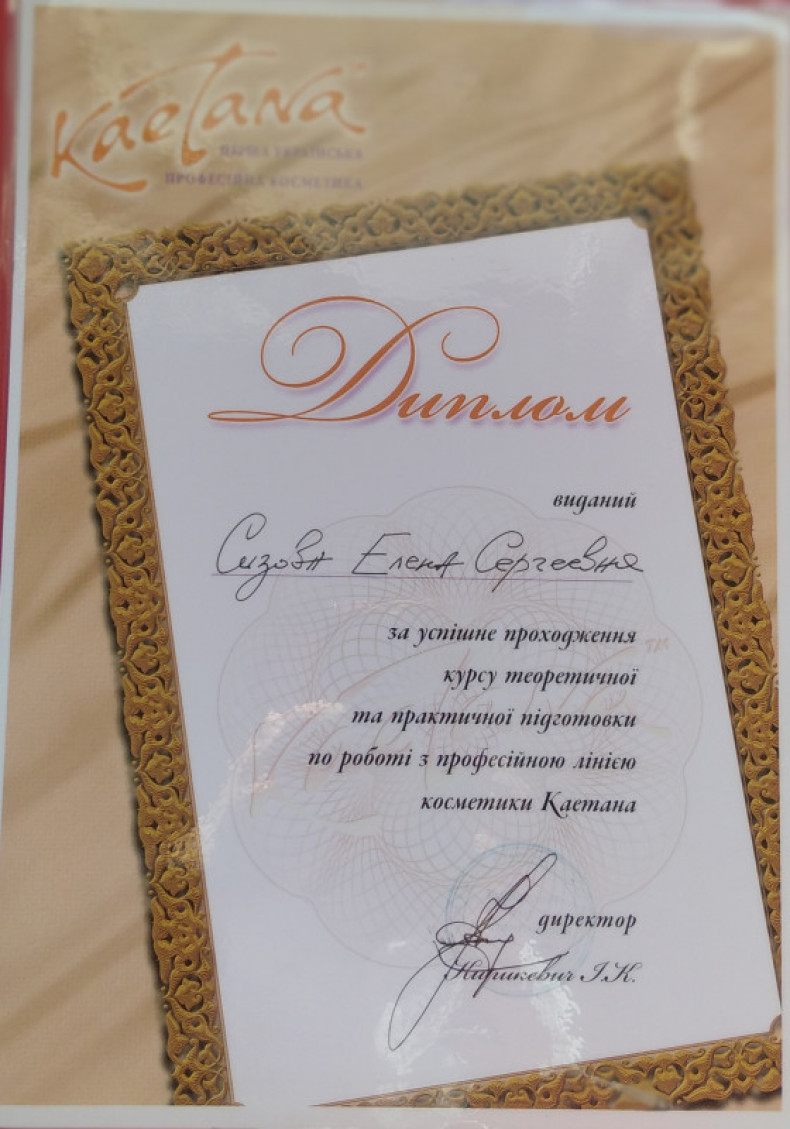 Kaetana
ПРОФЕСІЙНА КОСМЕТИКА
Диплом
виданий
Сизова Елена Сергеевна
за успішне проходження
курсу теоретичної
та практичної підготовки
по роботі з професійною лінією
косметики Каетана
директор
І.К.